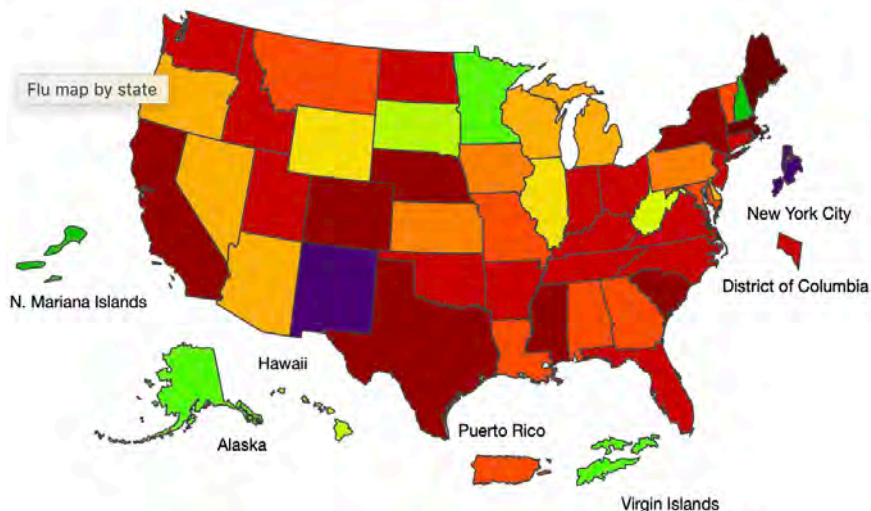 Flu map by state
New York City
District of Columbia
N. Mariana Islands
Hawaii
Alaska
Puerto Rico
Virgin Islands